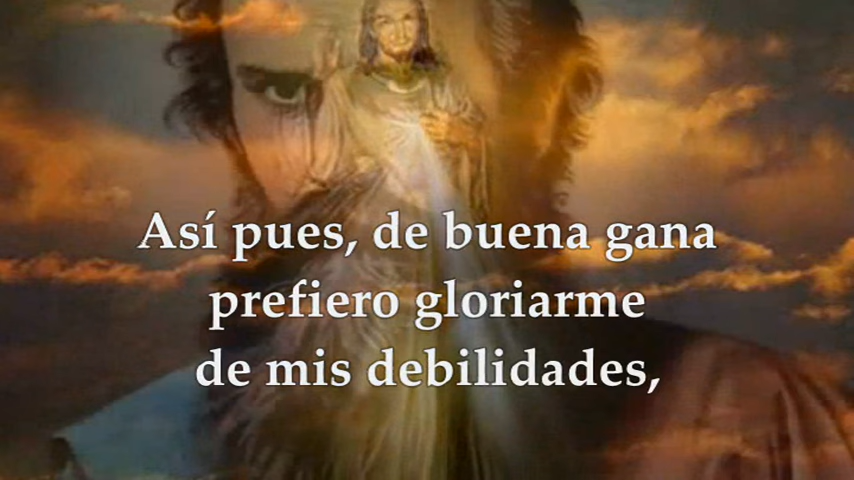 Así pues, de buena gana
prefiero gloriarme
de mis debilidades,